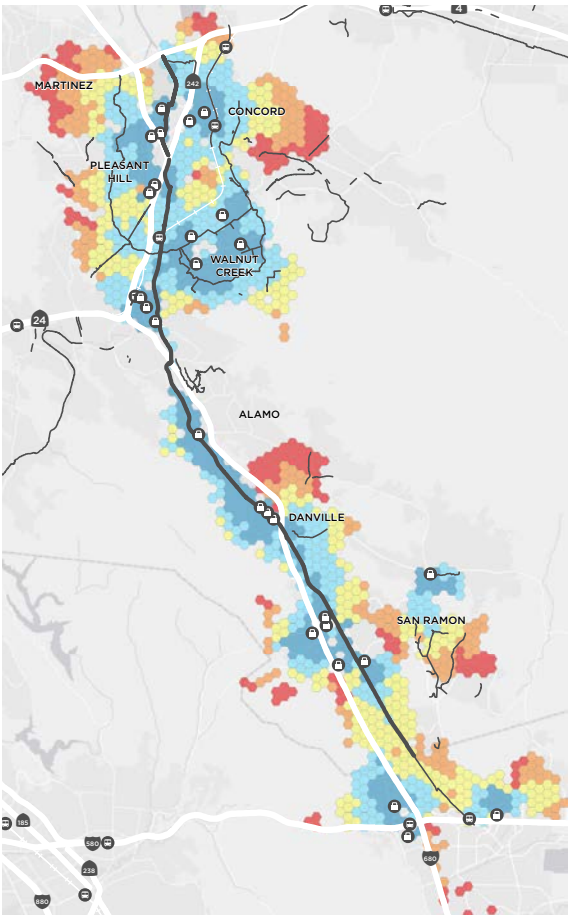 4
MARTINEZ
242
CONCORD
PLEASANT
HILL
WALNUT
CREEK
24
ALAMO
DANVILLE
SAN RAMON
185
580
238
680
880